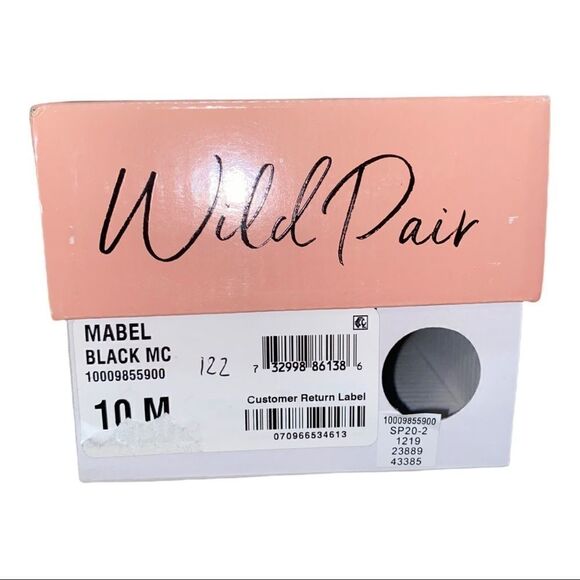 Wild Pair
MABEL
BLACK MC
10009855900
122
7 32998 86138 6
10 M
Customer Return Label
070966534613
10009855900
SP20-2
1219
23889
43385